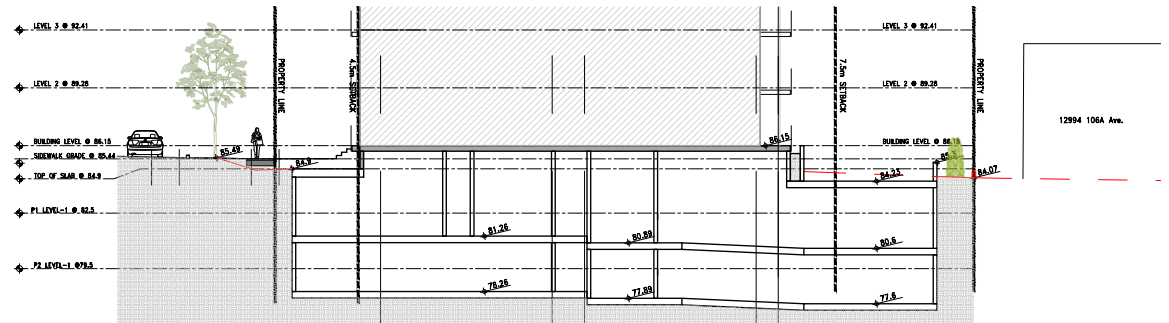 LEVEL 3 @ 92.41
LEVEL 3 @ 92.41
PROPERTY LINE
4.5m SETBACK
7.5m SETBACK
PROPERTY LINE
LEVEL 2 @ 89.28
LEVEL 2 @ 89.28
12994 106A Ave.
BUILDING LEVEL @ 86.15
86.15
BUILDING LEVEL @ 86.15
SIDEWALK GRADE @ 85.44
85.49
84.9
84.07
TOP OF SLAB @ 84.9
84.23
P1 LEVEL-1 @ 82.5
81.26
80.89
80.6
P2 LEVEL-1 @79.5
78.26
77.89
77.6